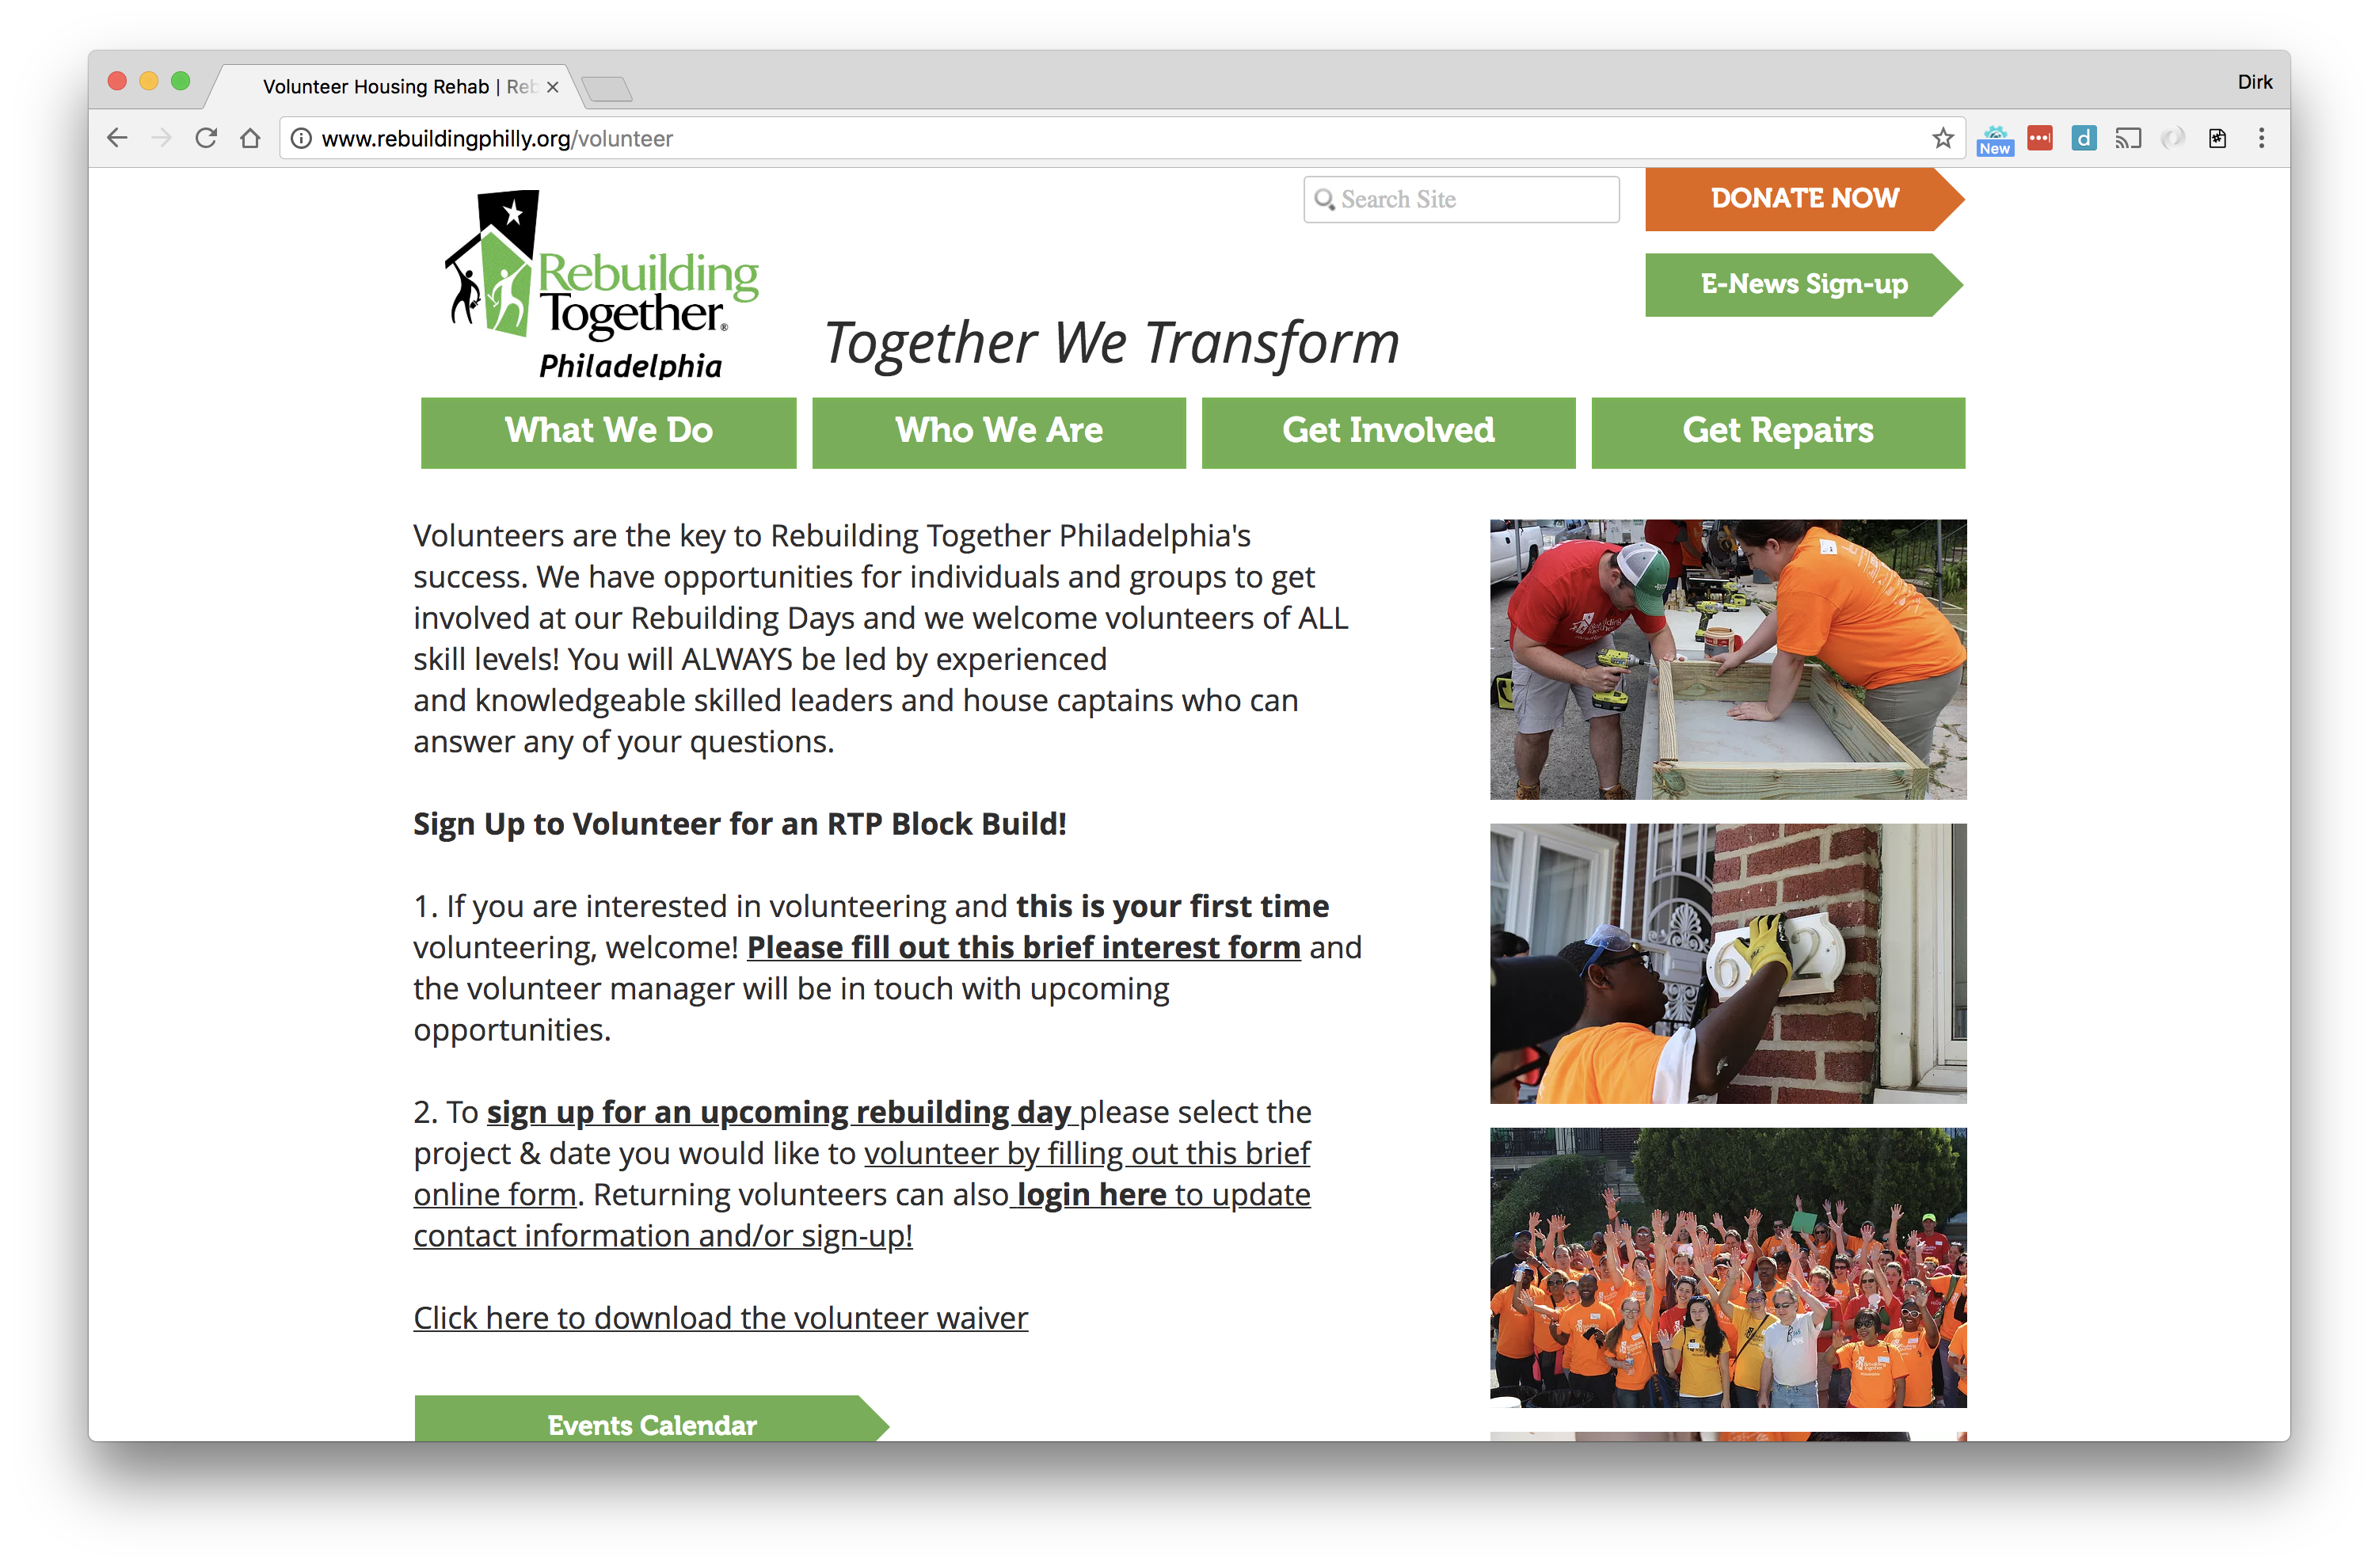 Volunteer Housing Rehab | Reb
Dirk
www.rebuildingphilly.org/volunteer
New
d
Search Site
DONATE NOW
E-News Sign-up
Rebuilding
Together®
Philadelphia
Together We Transform
What We Do
Who We Are
Get Involved
Get Repairs
Volunteers are the key to Rebuilding Together Philadelphia's
success. We have opportunities for individuals and groups to get
involved at our Rebuilding Days and we welcome volunteers of ALL
skill levels! You will ALWAYS be led by experienced
and knowledgeable skilled leaders and house captains who can
answer any of your questions.
Sign Up to Volunteer for an RTP Block Build!
1. If you are interested in volunteering and this is your first time
volunteering, welcome! Please fill out this brief interest form and
the volunteer manager will be in touch with upcoming
opportunities.
2. To sign up for an upcoming rebuilding day please select the
project & date you would like to volunteer by filling out this brief
online form. Returning volunteers can also login here to update
contact information and/or sign-up!
Click here to download the volunteer waiver
Events Calendar